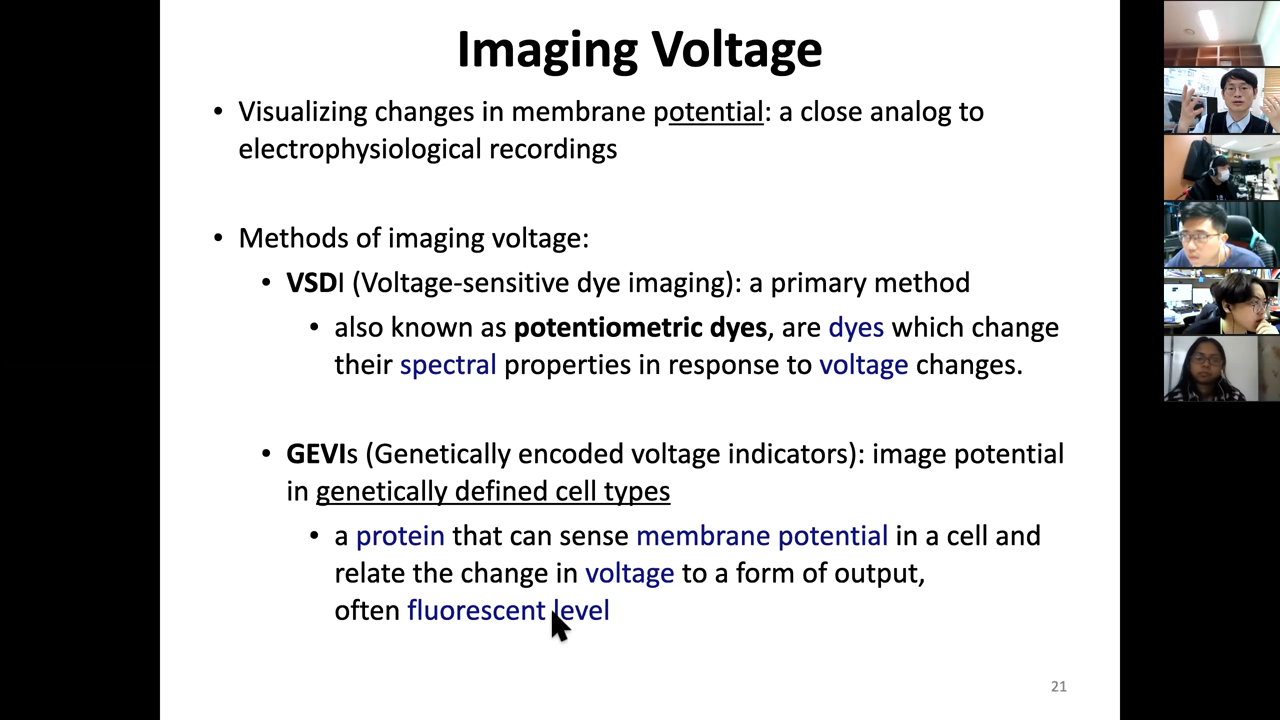 Imaging Voltage
• Visualizing changes in membrane potential: a close analog to
electrophysiological recordings
• Methods of imaging voltage:
• VSDI (Voltage-sensitive dye imaging): a primary method
• also known as potentiometric dyes, are dyes which change
their spectral properties in response to voltage changes.
• GEVIs (Genetically encoded voltage indicators): image potential
in genetically defined cell types
• a protein that can sense membrane potential in a cell and
relate the change in voltage to a form of output,
often fluorescent level
21